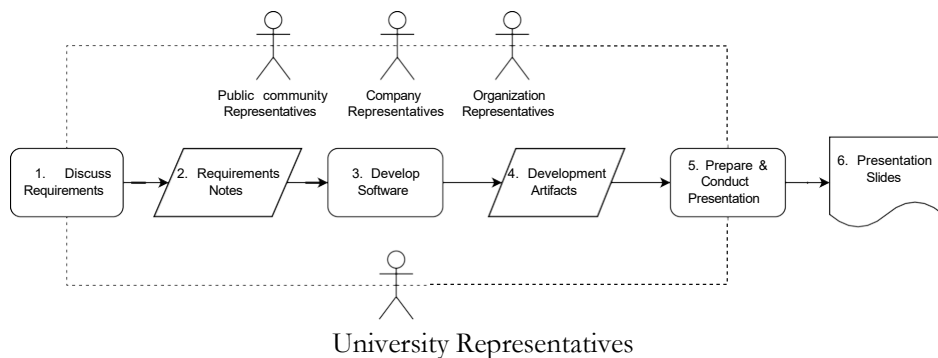 Public community
Representatives
Company
Representatives
Organization
Representatives
1. Discuss
Requirements
2. Requirements
Notes
3. Develop
Software
4. Development
Artifacts
5. Prepare &
Conduct
Presentation
6. Presentation
Slides
University Representatives